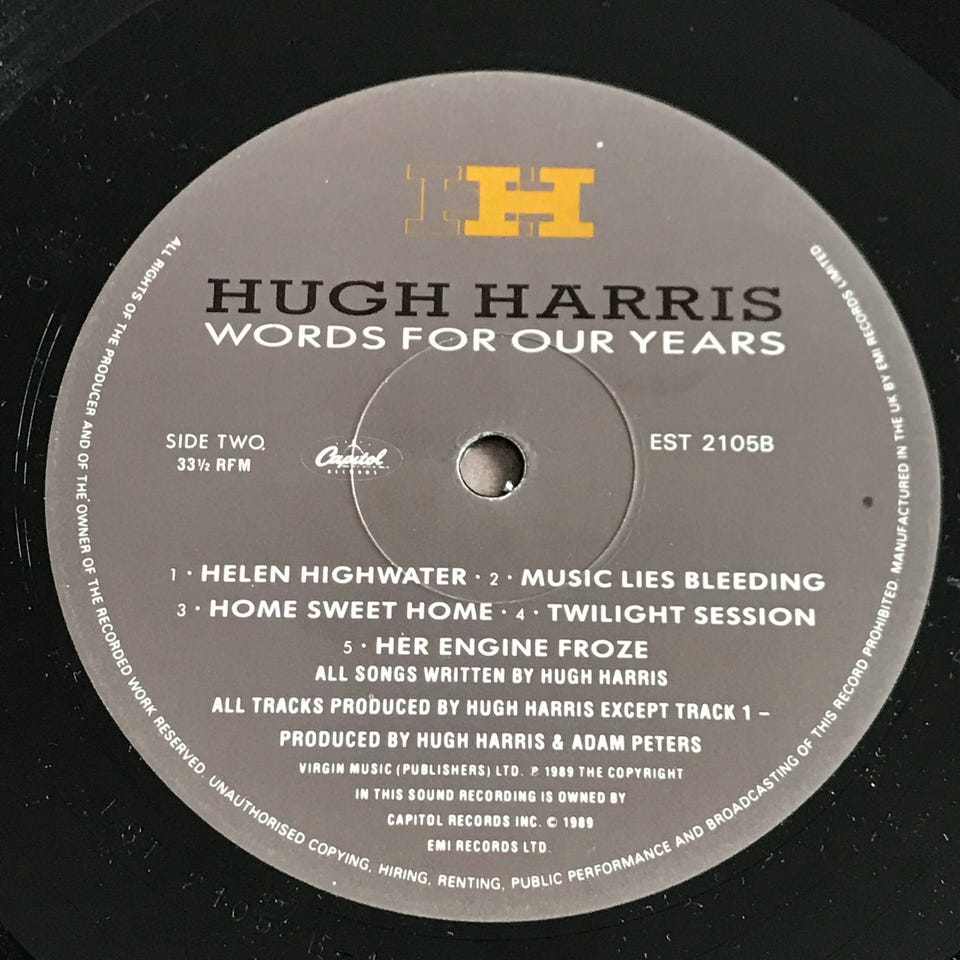 HH
HUGH HARRIS
WORDS FOR OUR YEARS
SIDE TWO
33½ RPM
Capitol
RECORDS
EST 2105B
1 · HELEN HIGHWATER · 2 · MUSIC LIES BLEEDING
3 · HOME SWEET HOME · 4 · TWILIGHT SESSION
5 · HER ENGINE FROZE
ALL SONGS WRITTEN BY HUGH HARRIS
ALL TRACKS PRODUCED BY HUGH HARRIS EXCEPT TRACK 1 –
PRODUCED BY HUGH HARRIS & ADAM PETERS
VIRGIN MUSIC (PUBLISHERS) LTD. ℗ 1989 THE COPYRIGHT
IN THIS SOUND RECORDING IS OWNED BY
CAPITOL RECORDS INC. © 1989
EMI RECORDS LTD.
ALL RIGHTS OF THE PRODUCER AND OF THE OWNER OF THE RECORDED WORK RESERVED. UNAUTHORISED COPYING, HIRING, RENTING, PUBLIC PERFORMANCE AND BROADCASTING OF THIS RECORD PROHIBITED. MANUFACTURED IN THE UK BY EMI RECORDS LIMITED